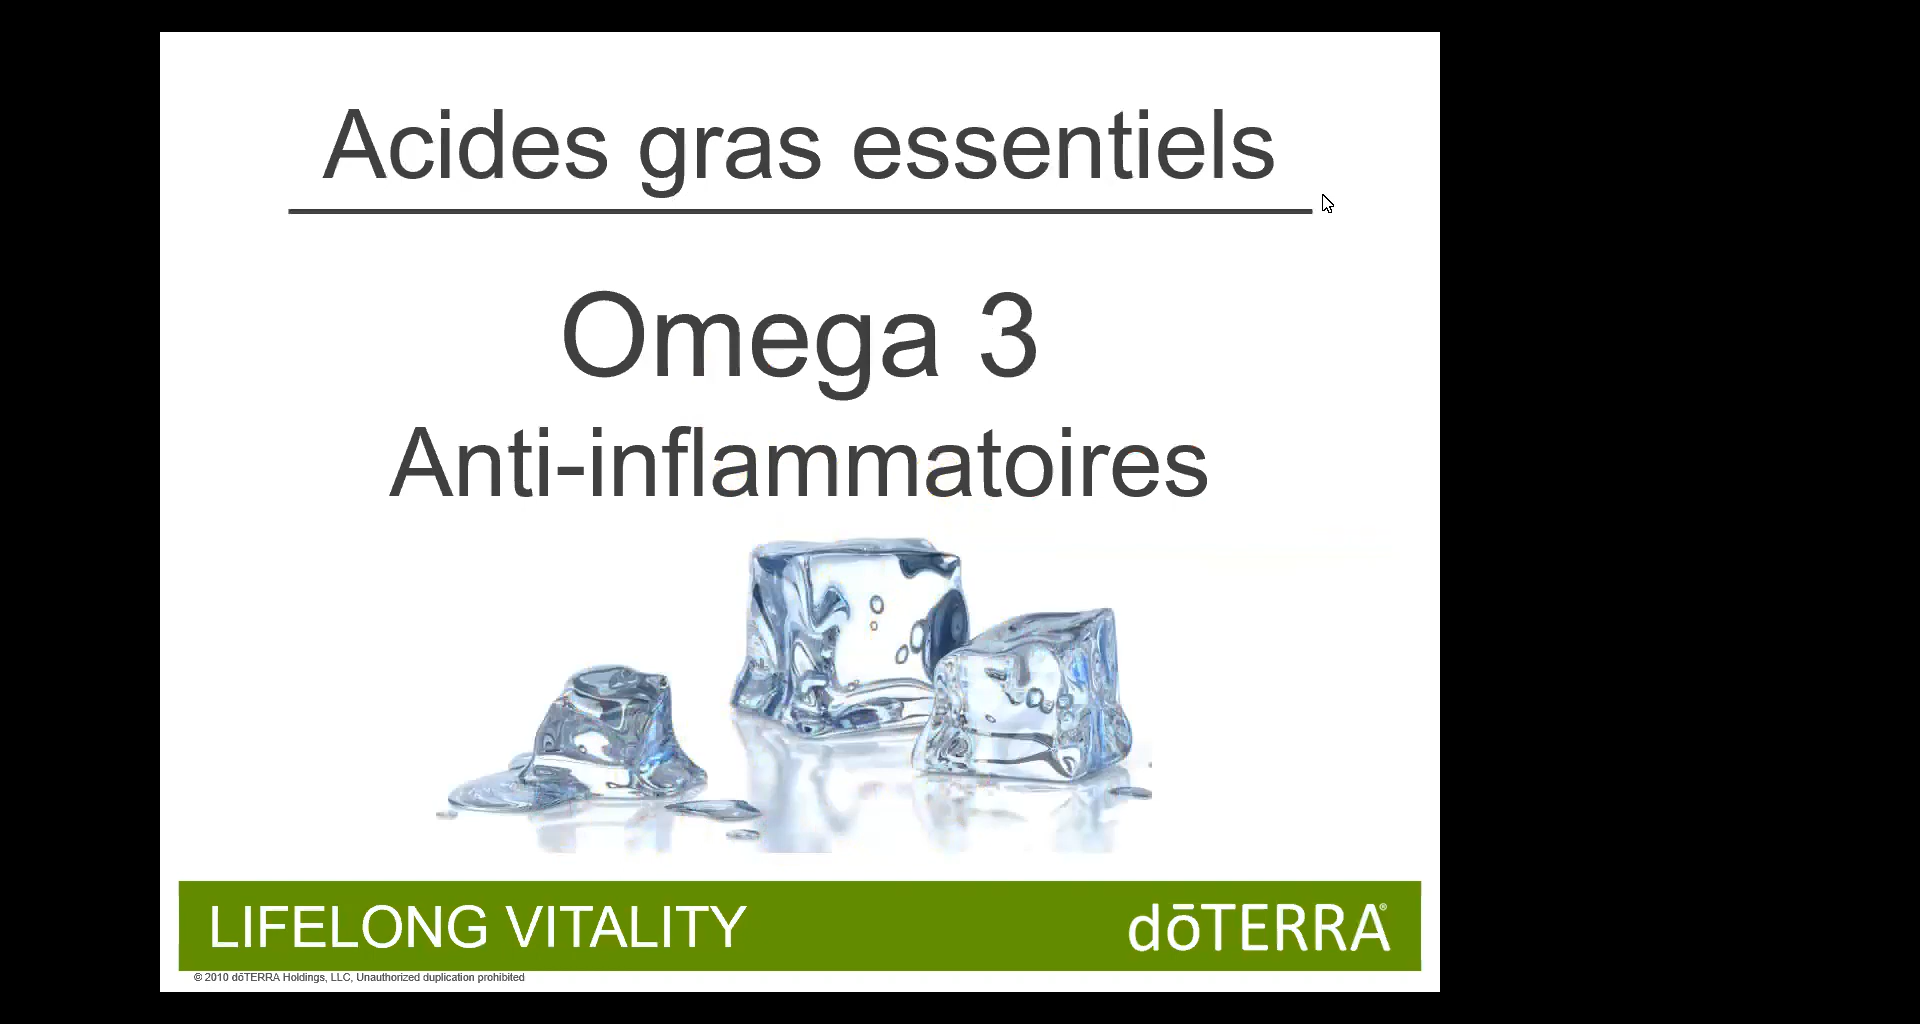 Acides gras essentiels
Omega 3
Anti-inflammatoires
LIFELONG VITALITY
dōTERRA®
© 2010 dōTERRA Holdings, LLC, Unauthorized duplication prohibited